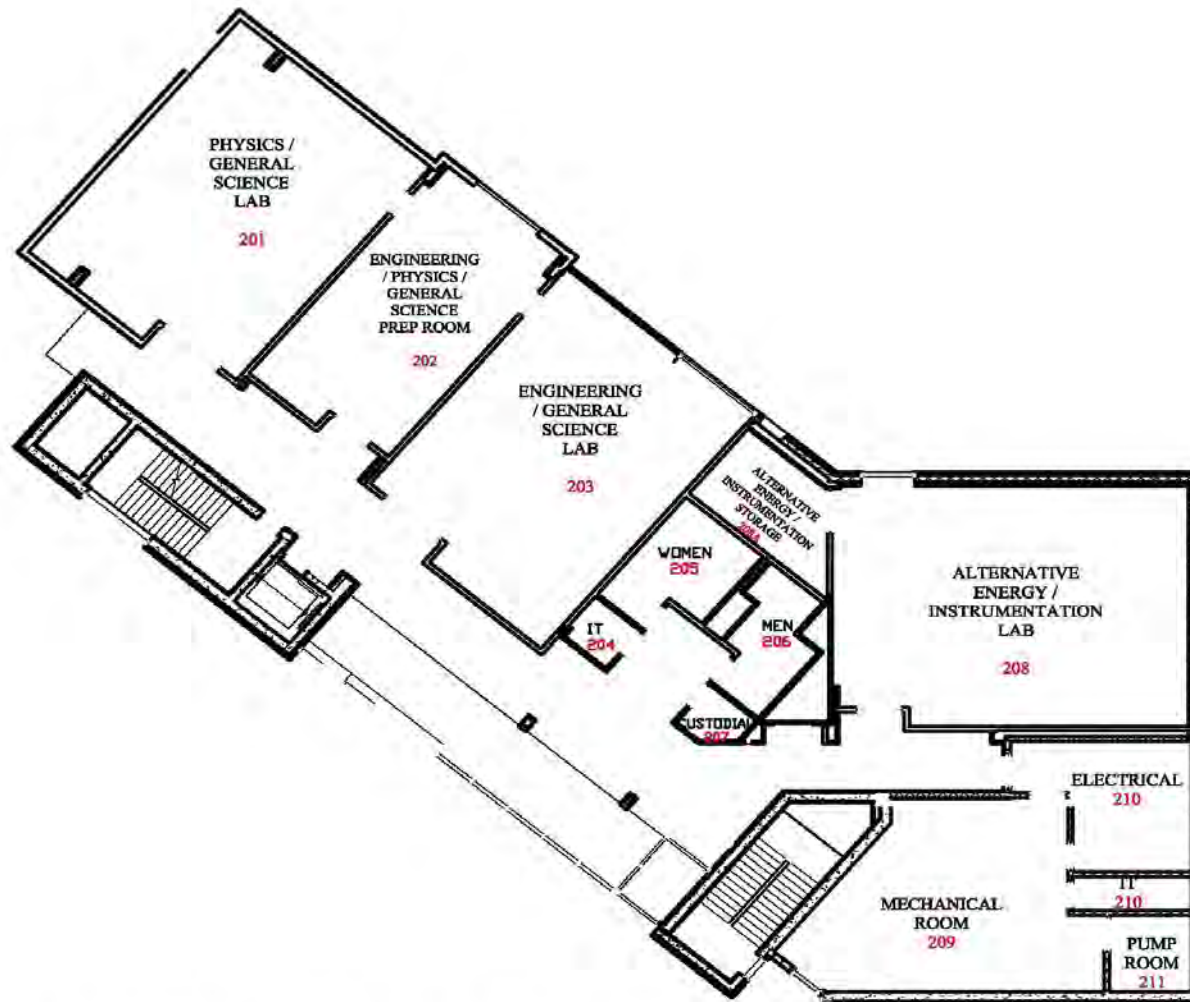 PHYSICS /
GENERAL
SCIENCE
LAB
201
ENGINEERING
/ PHYSICS /
GENERAL
SCIENCE
PREP ROOM
202
ENGINEERING
/ GENERAL
SCIENCE
LAB
203
ALTERNATIVE
ENERGY /
INSTRUMENTATION
STORAGE
208A
WOMEN
205
IT
204
MEN
206
CUSTODIAL
207
ALTERNATIVE
ENERGY /
INSTRUMENTATION
LAB
208
ELECTRICAL
210
IT
210
MECHANICAL
ROOM
209
PUMP
ROOM
211